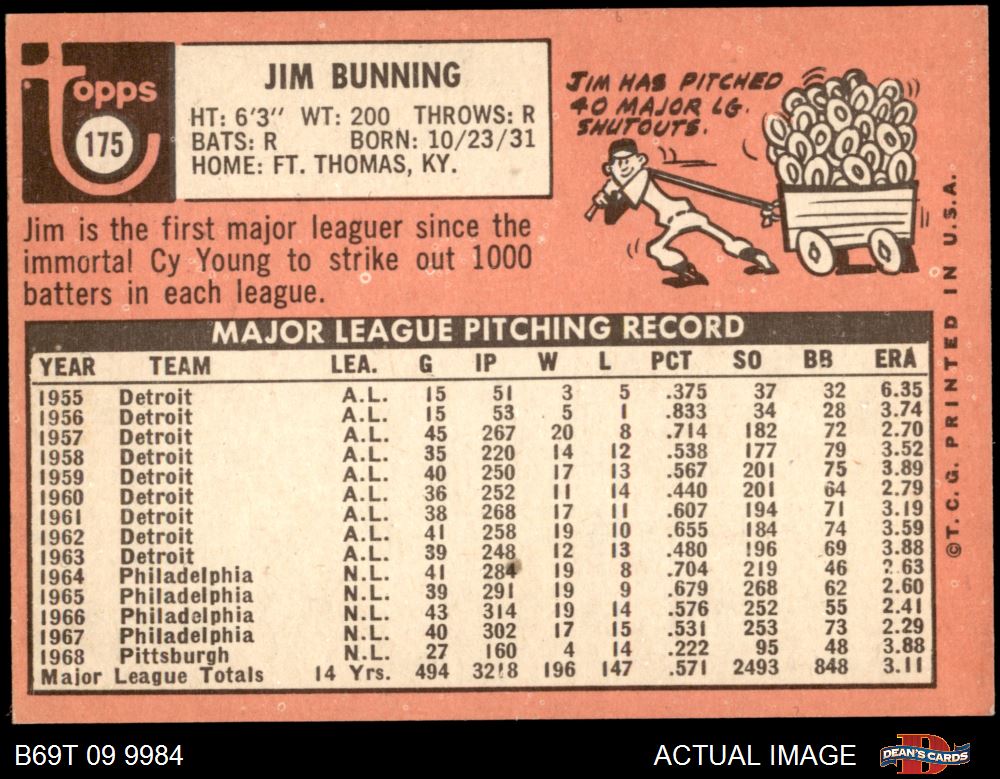 topps
175
JIM BUNNING
HT: 6'3" WT: 200 THROWS: R
BATS: R BORN: 10/23/31
HOME: FT. THOMAS, KY.
JIM HAS PITCHED
40 MAJOR LG.
SHUTOUTS.
Jim is the first major leaguer since the
immortal Cy Young to strike out 1000
batters in each league.
MAJOR LEAGUE PITCHING RECORD
YEAR TEAM LEA. G IP W L PCT SO BB ERA
1955 Detroit A.L. 15 51 3 5 .375 37 32 6.35
1956 Detroit A.L. 15 53 5 1 .833 34 28 3.74
1957 Detroit A.L. 45 267 20 8 .714 182 72 2.70
1958 Detroit A.L. 35 220 14 12 .538 177 79 3.52
1959 Detroit A.L. 40 250 17 13 .567 201 75 3.89
1960 Detroit A.L. 36 252 11 14 .440 201 64 2.79
1961 Detroit A.L. 38 268 17 11 .607 194 71 3.19
1962 Detroit A.L. 41 258 19 10 .655 184 74 3.59
1963 Detroit A.L. 39 248 12 13 .480 196 69 3.88
1964 Philadelphia N.L. 41 284 19 8 .704 219 46 2.63
1965 Philadelphia N.L. 39 291 19 9 .679 268 62 2.60
1966 Philadelphia N.L. 43 314 19 14 .576 252 55 2.41
1967 Philadelphia N.L. 40 302 17 15 .531 253 73 2.29
1968 Pittsburgh N.L. 27 160 4 14 .222 95 48 3.88
Major League Totals 14 Yrs. 494 3218 196 147 .571 2493 848 3.11
©T.C.G. PRINTED IN U.S.A.
B69T 09 9984
ACTUAL IMAGE
DEAN'S CARDS